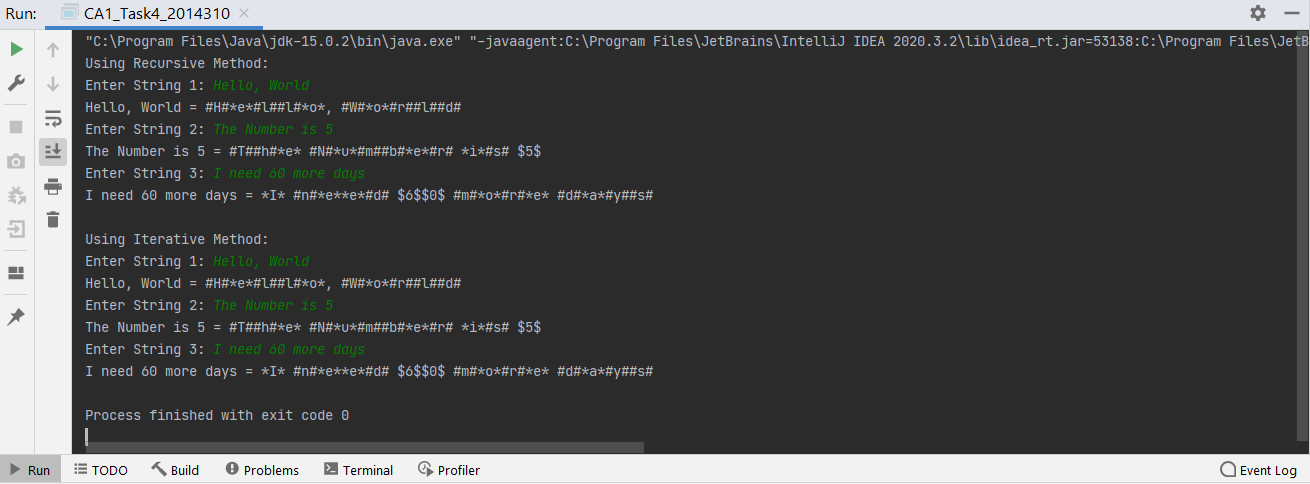 Run: CA1_Task4_2014310
"C:\Program Files\Java\jdk-15.0.2\bin\java.exe" "-javaagent:C:\Program Files\JetBrains\IntelliJ IDEA 2020.3.2\lib\idea_rt.jar=53138:C:\Program Files\JetB
Using Recursive Method:
Enter String 1: Hello, World
Hello, World = #H#*e*#l##l#*o*, #W#*o*#r##l##d#
Enter String 2: The Number is 5
The Number is 5 = #T##h#*e* #N#*u*#m##b#*e*#r# *i*#s# $5$
Enter String 3: I need 60 more days
I need 60 more days = *I* #n#*e**e*#d# $6$$0$ #m#*o*#r#*e* #d#*a*#y##s#
Using Iterative Method:
Enter String 1: Hello, World
Hello, World = #H#*e*#l##l#*o*, #W#*o*#r##l##d#
Enter String 2: The Number is 5
The Number is 5 = #T##h#*e* #N#*u*#m##b#*e*#r# *i*#s# $5$
Enter String 3: I need 60 more days
I need 60 more days = *I* #n#*e**e*#d# $6$$0$ #m#*o*#r#*e* #d#*a*#y##s#
Process finished with exit code 0
Run TODO Build Problems Terminal Profiler Event Log